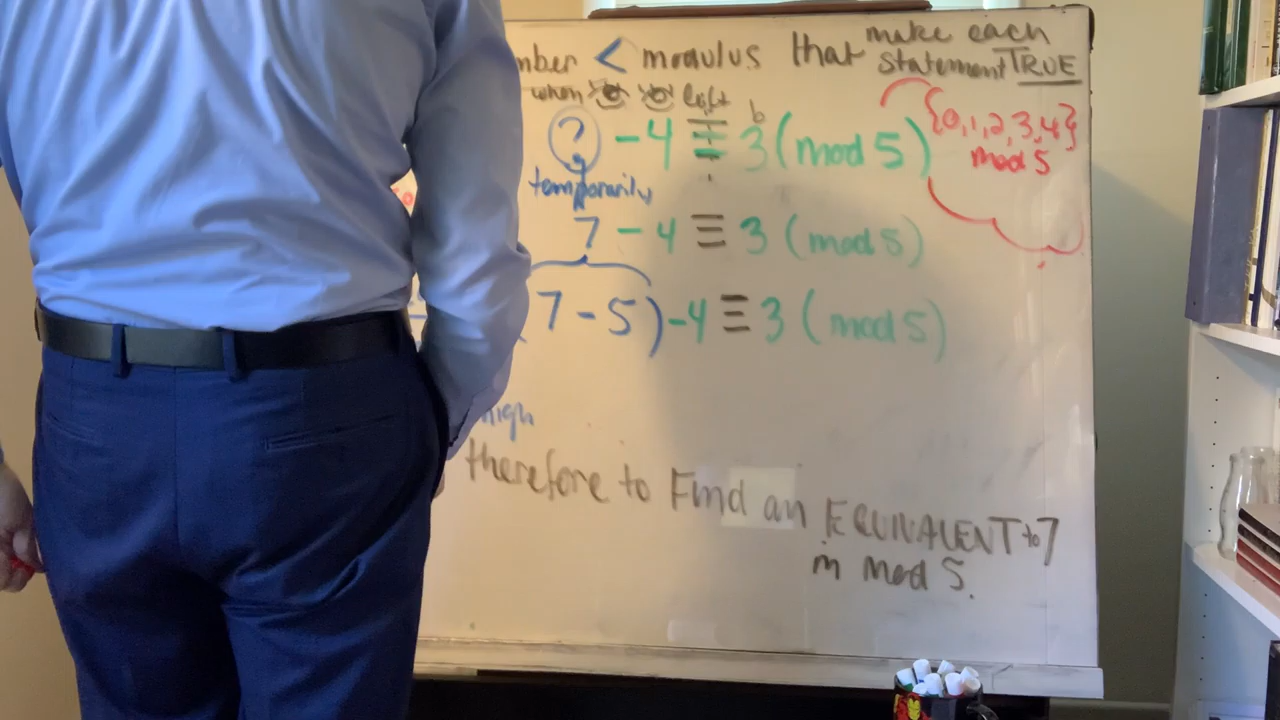 < modulus that make each
statement TRUE
when left
b
? - 4 ≡ 3 (mod 5)
{0,1,2,3,4}
mod 5
temporarily
7 - 4 ≡ 3 (mod 5)
7 - 5) - 4 ≡ 3 (mod 5)
high
therefore to Find an EQUIVALENT to 7
in mod 5.